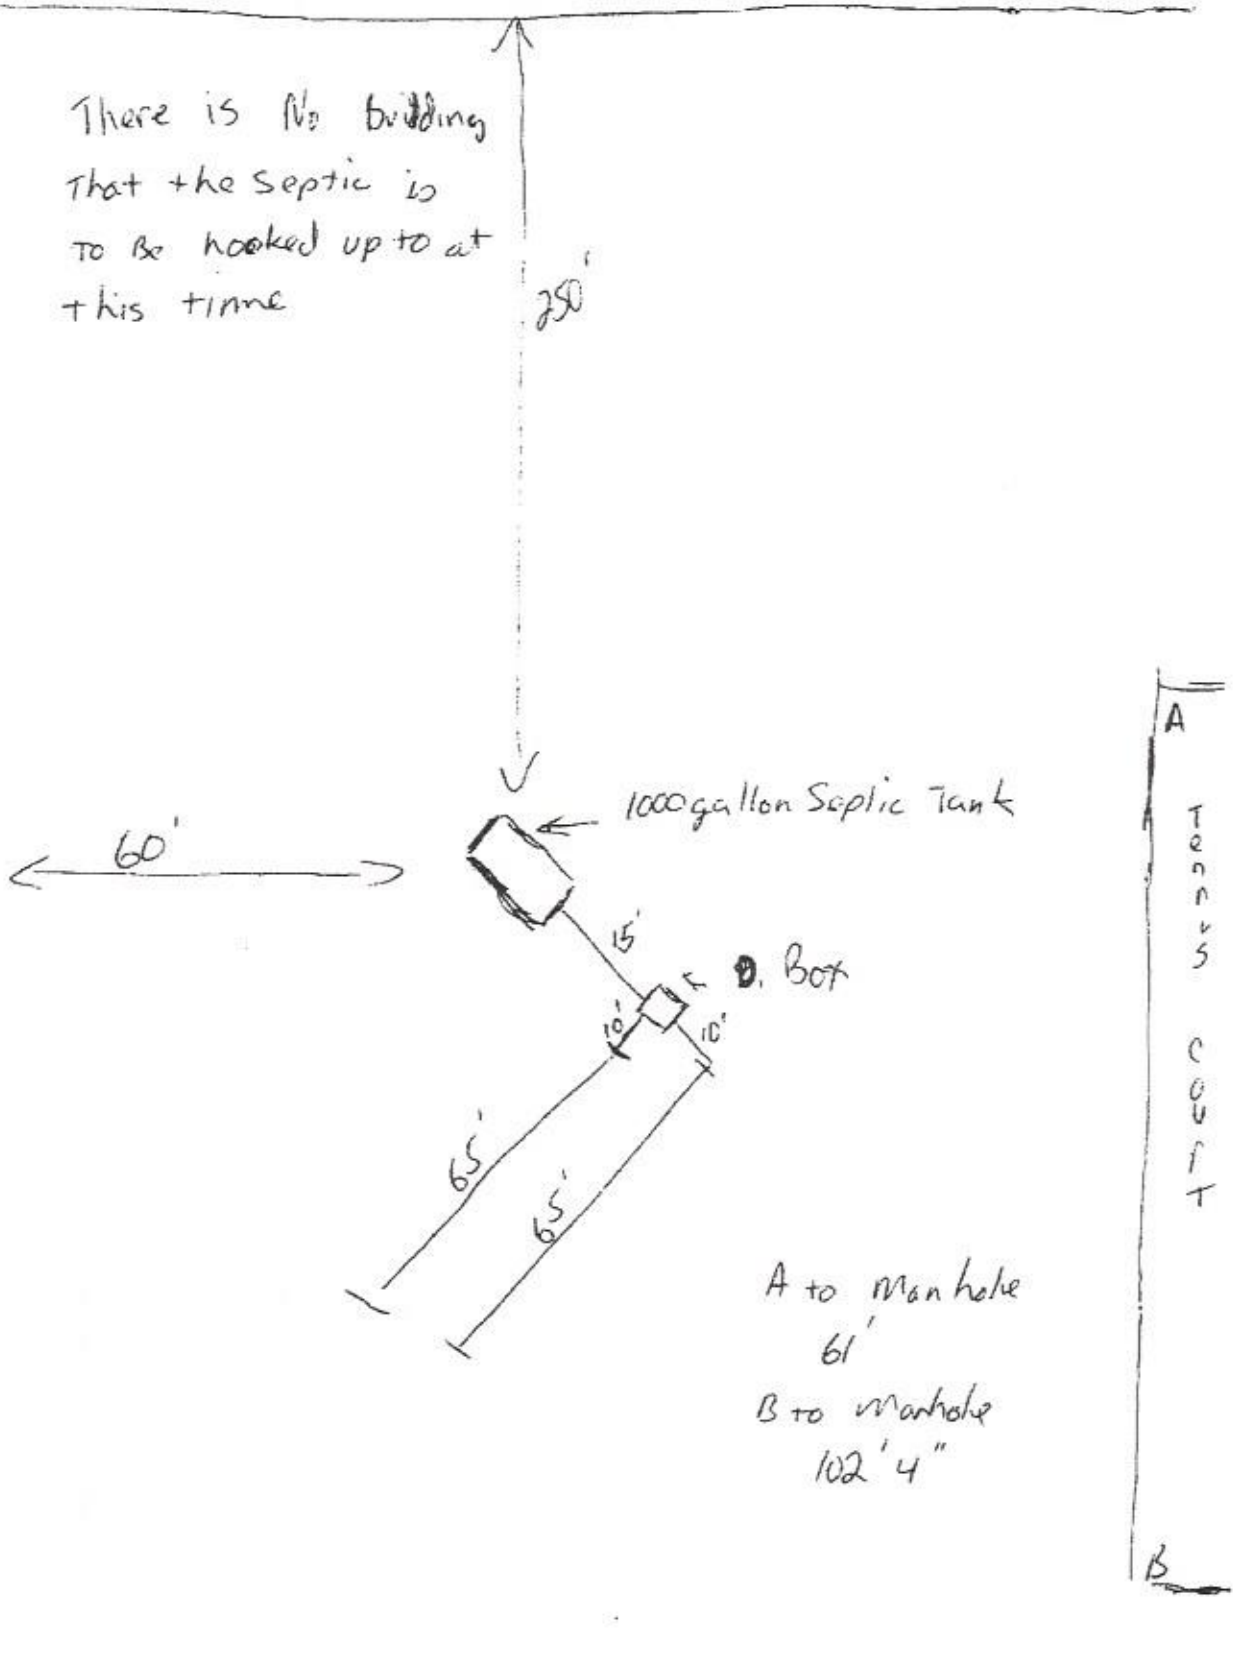 There is No building
That the Septic is
To Be hooked up to at
this time
250'
1000 gallon Septic Tank
60'
15'
D. Box
10'
10'
65'
65'
A
Tennis Court
A to Manhole
61'
B to Manhole
102' 4"
B